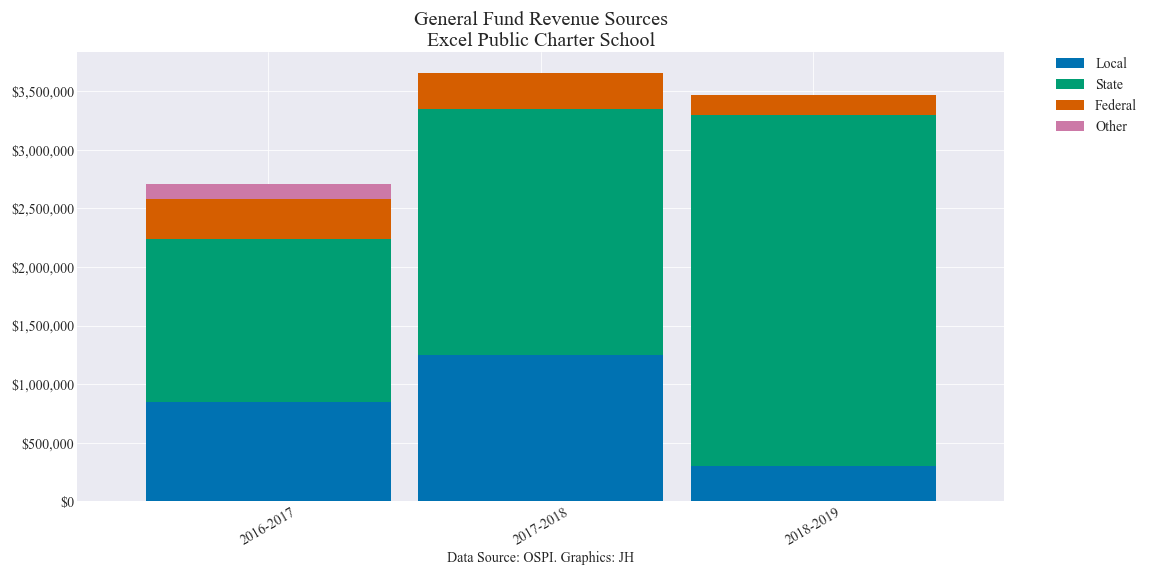 General Fund Revenue Sources
Excel Public Charter School
Local
State
Federal
Other
$3,500,000
$3,000,000
$2,500,000
$2,000,000
$1,500,000
$1,000,000
$500,000
$0
2016-2017
2017-2018
2018-2019
Data Source: OSPI. Graphics: JH